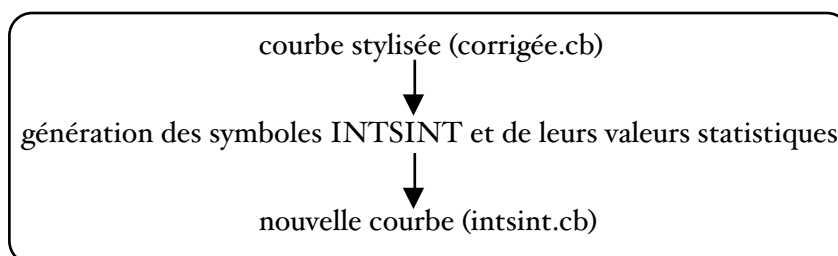 courbe stylisée (corrigée.cb)
génération des symboles INTSINT et de leurs valeurs statistiques
nouvelle courbe (intsint.cb)